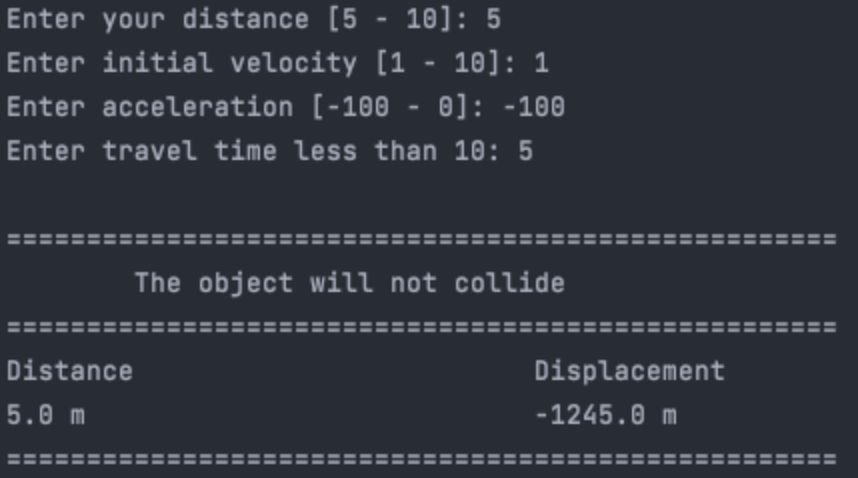 Enter your distance [5 - 10]: 5
Enter initial velocity [1 - 10]: 1
Enter acceleration [-100 - 0]: -100
Enter travel time less than 10: 5
====================================================
The object will not collide
====================================================
Distance Displacement
5.0 m -1245.0 m
====================================================